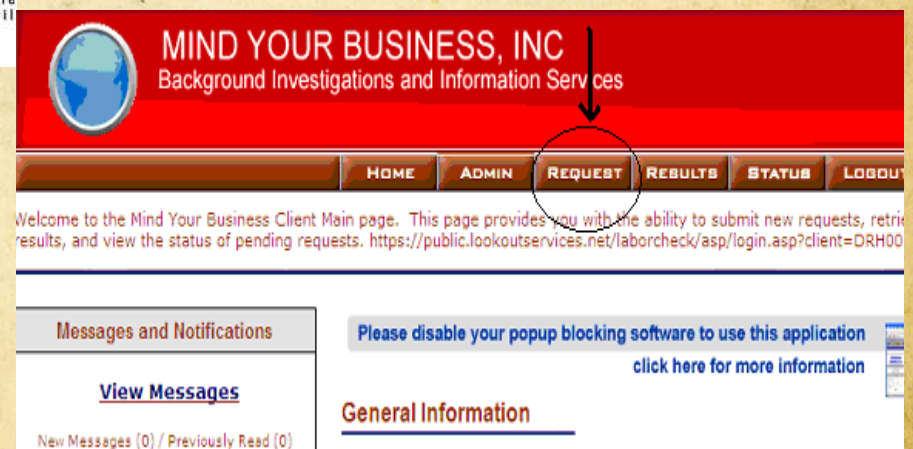 MIND YOUR BUSINESS, INC
Background Investigations and Information Services
HOME ADMIN REQUEST RESULTS STATUS LOGOUT
Welcome to the Mind Your Business Client Main page. This page provides you with the ability to submit new requests,
results, and view the status of pending requests. https://public.lookoutservices.net/laborcheck/asp/login.asp?client=DRH00
Messages and Notifications
View Messages
New Messages (0) / Previously Read (0)
Please disable your popup blocking software to use this application
click here for more information
General Information